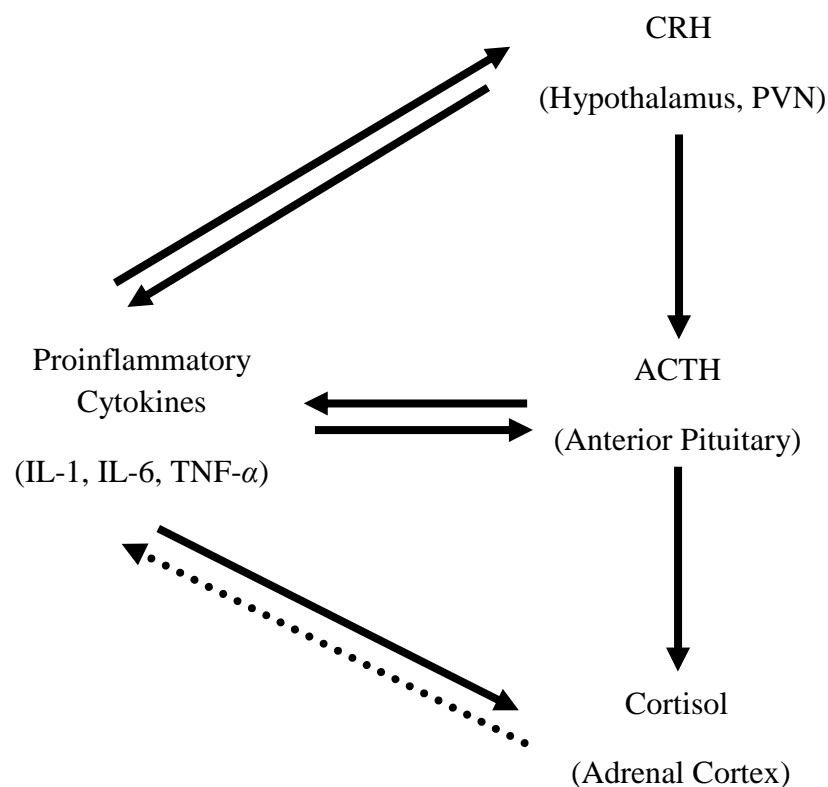 CRH
(Hypothalamus, PVN)
Proinflammatory
Cytokines
(IL-1, IL-6, TNF-α)
ACTH
(Anterior Pituitary)
Cortisol
(Adrenal Cortex)